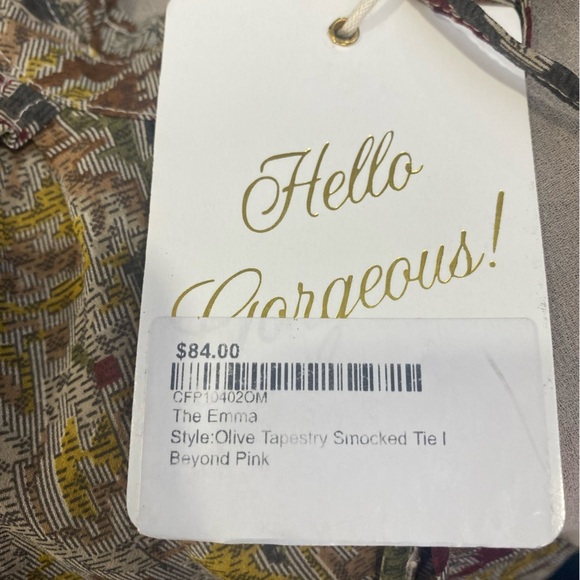 Hello
Gorgeous!
$84.00
CFP10402OM
The Emma
Style:Olive Tapestry Smocked Tie I
Beyond Pink